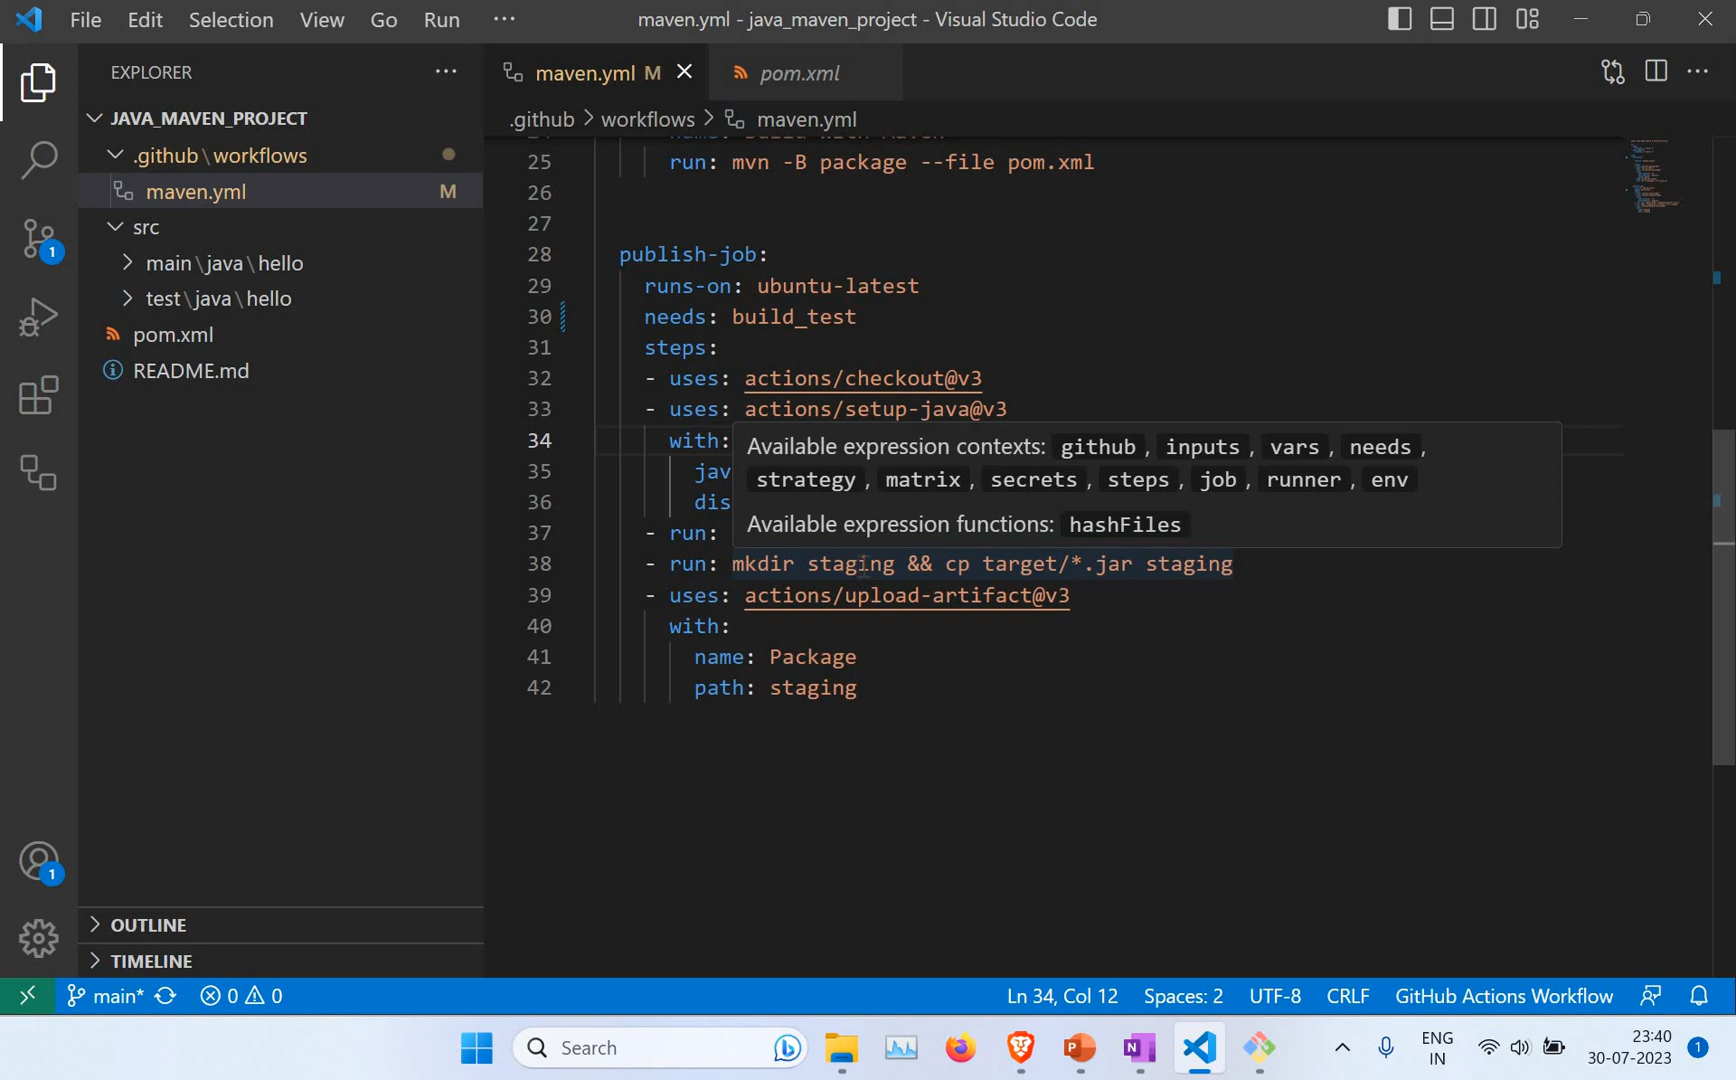 File Edit Selection View Go Run ··· maven.yml - java_maven_project - Visual Studio Code
EXPLORER ···
maven.yml M
pom.xml
.github > workflows > maven.yml
JAVA_MAVEN_PROJECT
.github\workflows
maven.yml M
src
main\java\hello
test\java\hello
pom.xml
README.md
25 run: mvn -B package --file pom.xml
26
27
28 publish-job:
29 runs-on: ubuntu-latest
30 needs: build_test
31 steps:
32 - uses: actions/checkout@v3
33 - uses: actions/setup-java@v3
34 with:
35 jav
36 dis
37 - run:
Available expression contexts: github, inputs, vars, needs,
strategy, matrix, secrets, steps, job, runner, env
Available expression functions: hashFiles
38 - run: mkdir staging && cp target/*.jar staging
39 - uses: actions/upload-artifact@v3
40 with:
41 name: Package
42 path: staging
1
1
OUTLINE
TIMELINE
main* 0 0 Ln 34, Col 12 Spaces: 2 UTF-8 CRLF GitHub Actions Workflow
Search
ENG
IN
23:40
30-07-2023
1